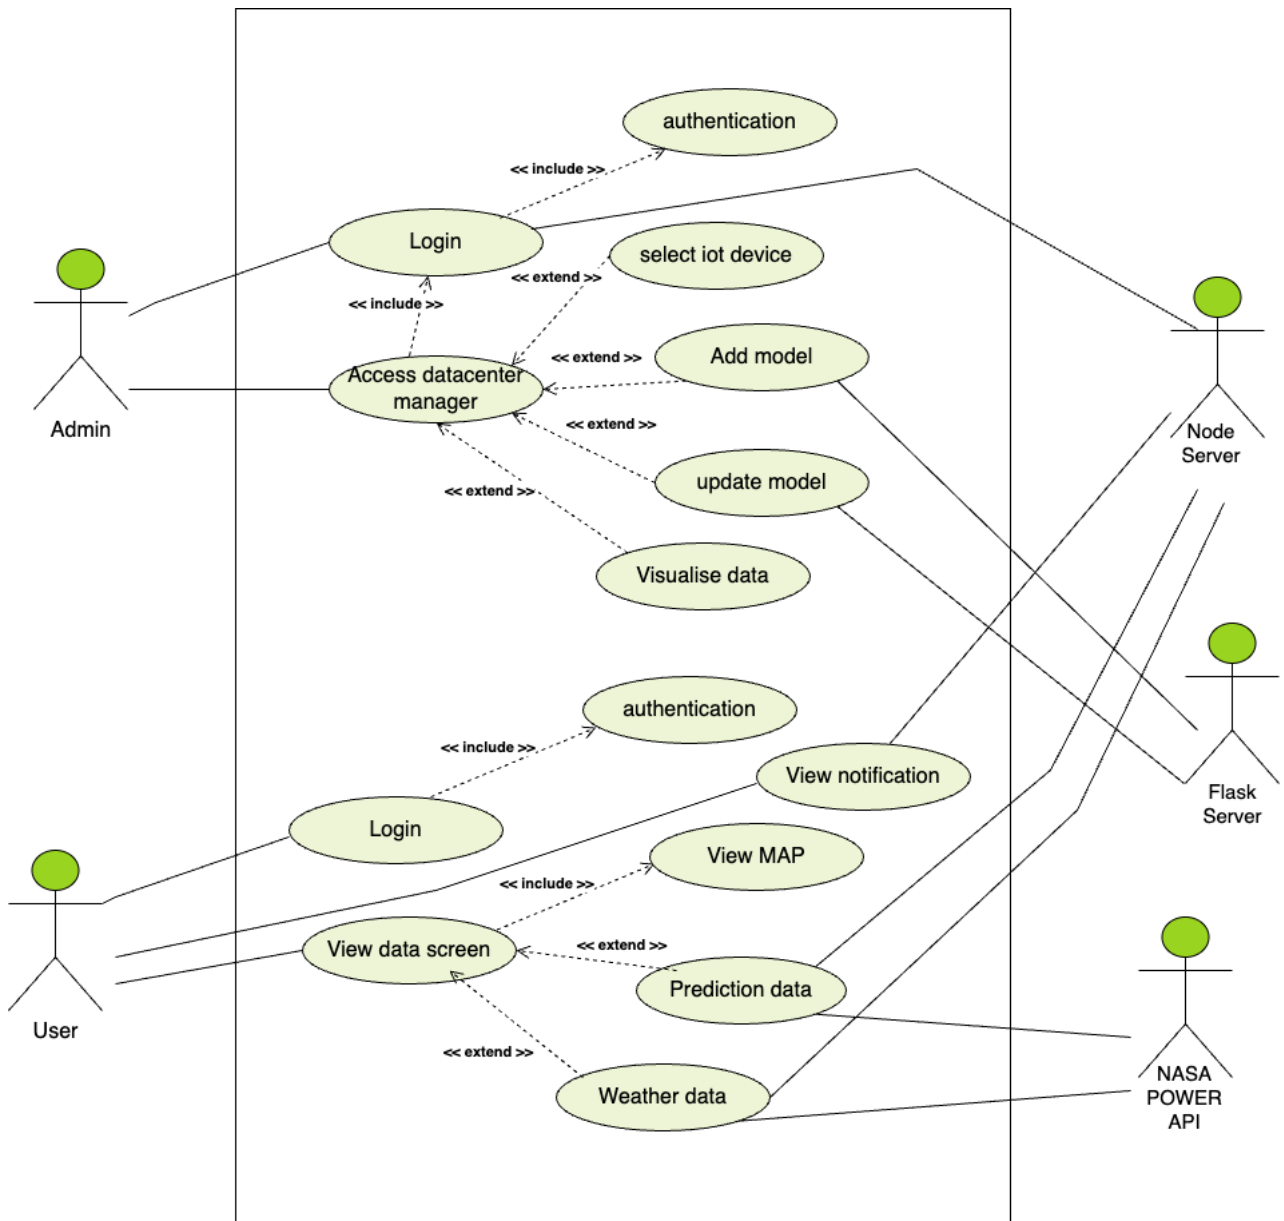 authentication
<< include >>
Login
select iot device
<< extend >>
<< include >>
Add model
<< extend >>
Access datacenter
manager
Admin
<< extend >>
Node
Server
update model
<< extend >>
Visualise data
authentication
<< include >>
View notification
Flask
Server
Login
View MAP
<< include >>
View data screen
<< extend >>
Prediction data
User
<< extend >>
Weather data
NASA
POWER
API